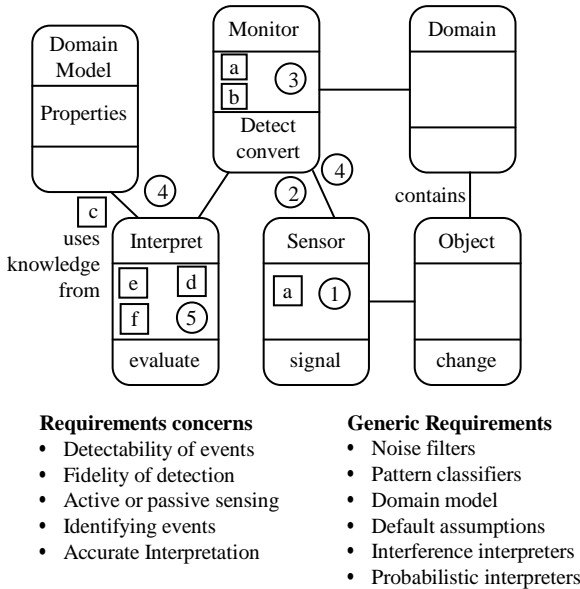 Domain
Model
Properties
Monitor
a
b
3
Detect
convert
Domain
4
c
uses
knowledge
from
2
4
contains
Interpret
e
d
f
5
evaluate
Sensor
a
1
signal
Object
change
Requirements concerns
• Detectability of events
• Fidelity of detection
• Active or passive sensing
• Identifying events
• Accurate Interpretation
Generic Requirements
• Noise filters
• Pattern classifiers
• Domain model
• Default assumptions
• Interference interpreters
• Probabilistic interpreters